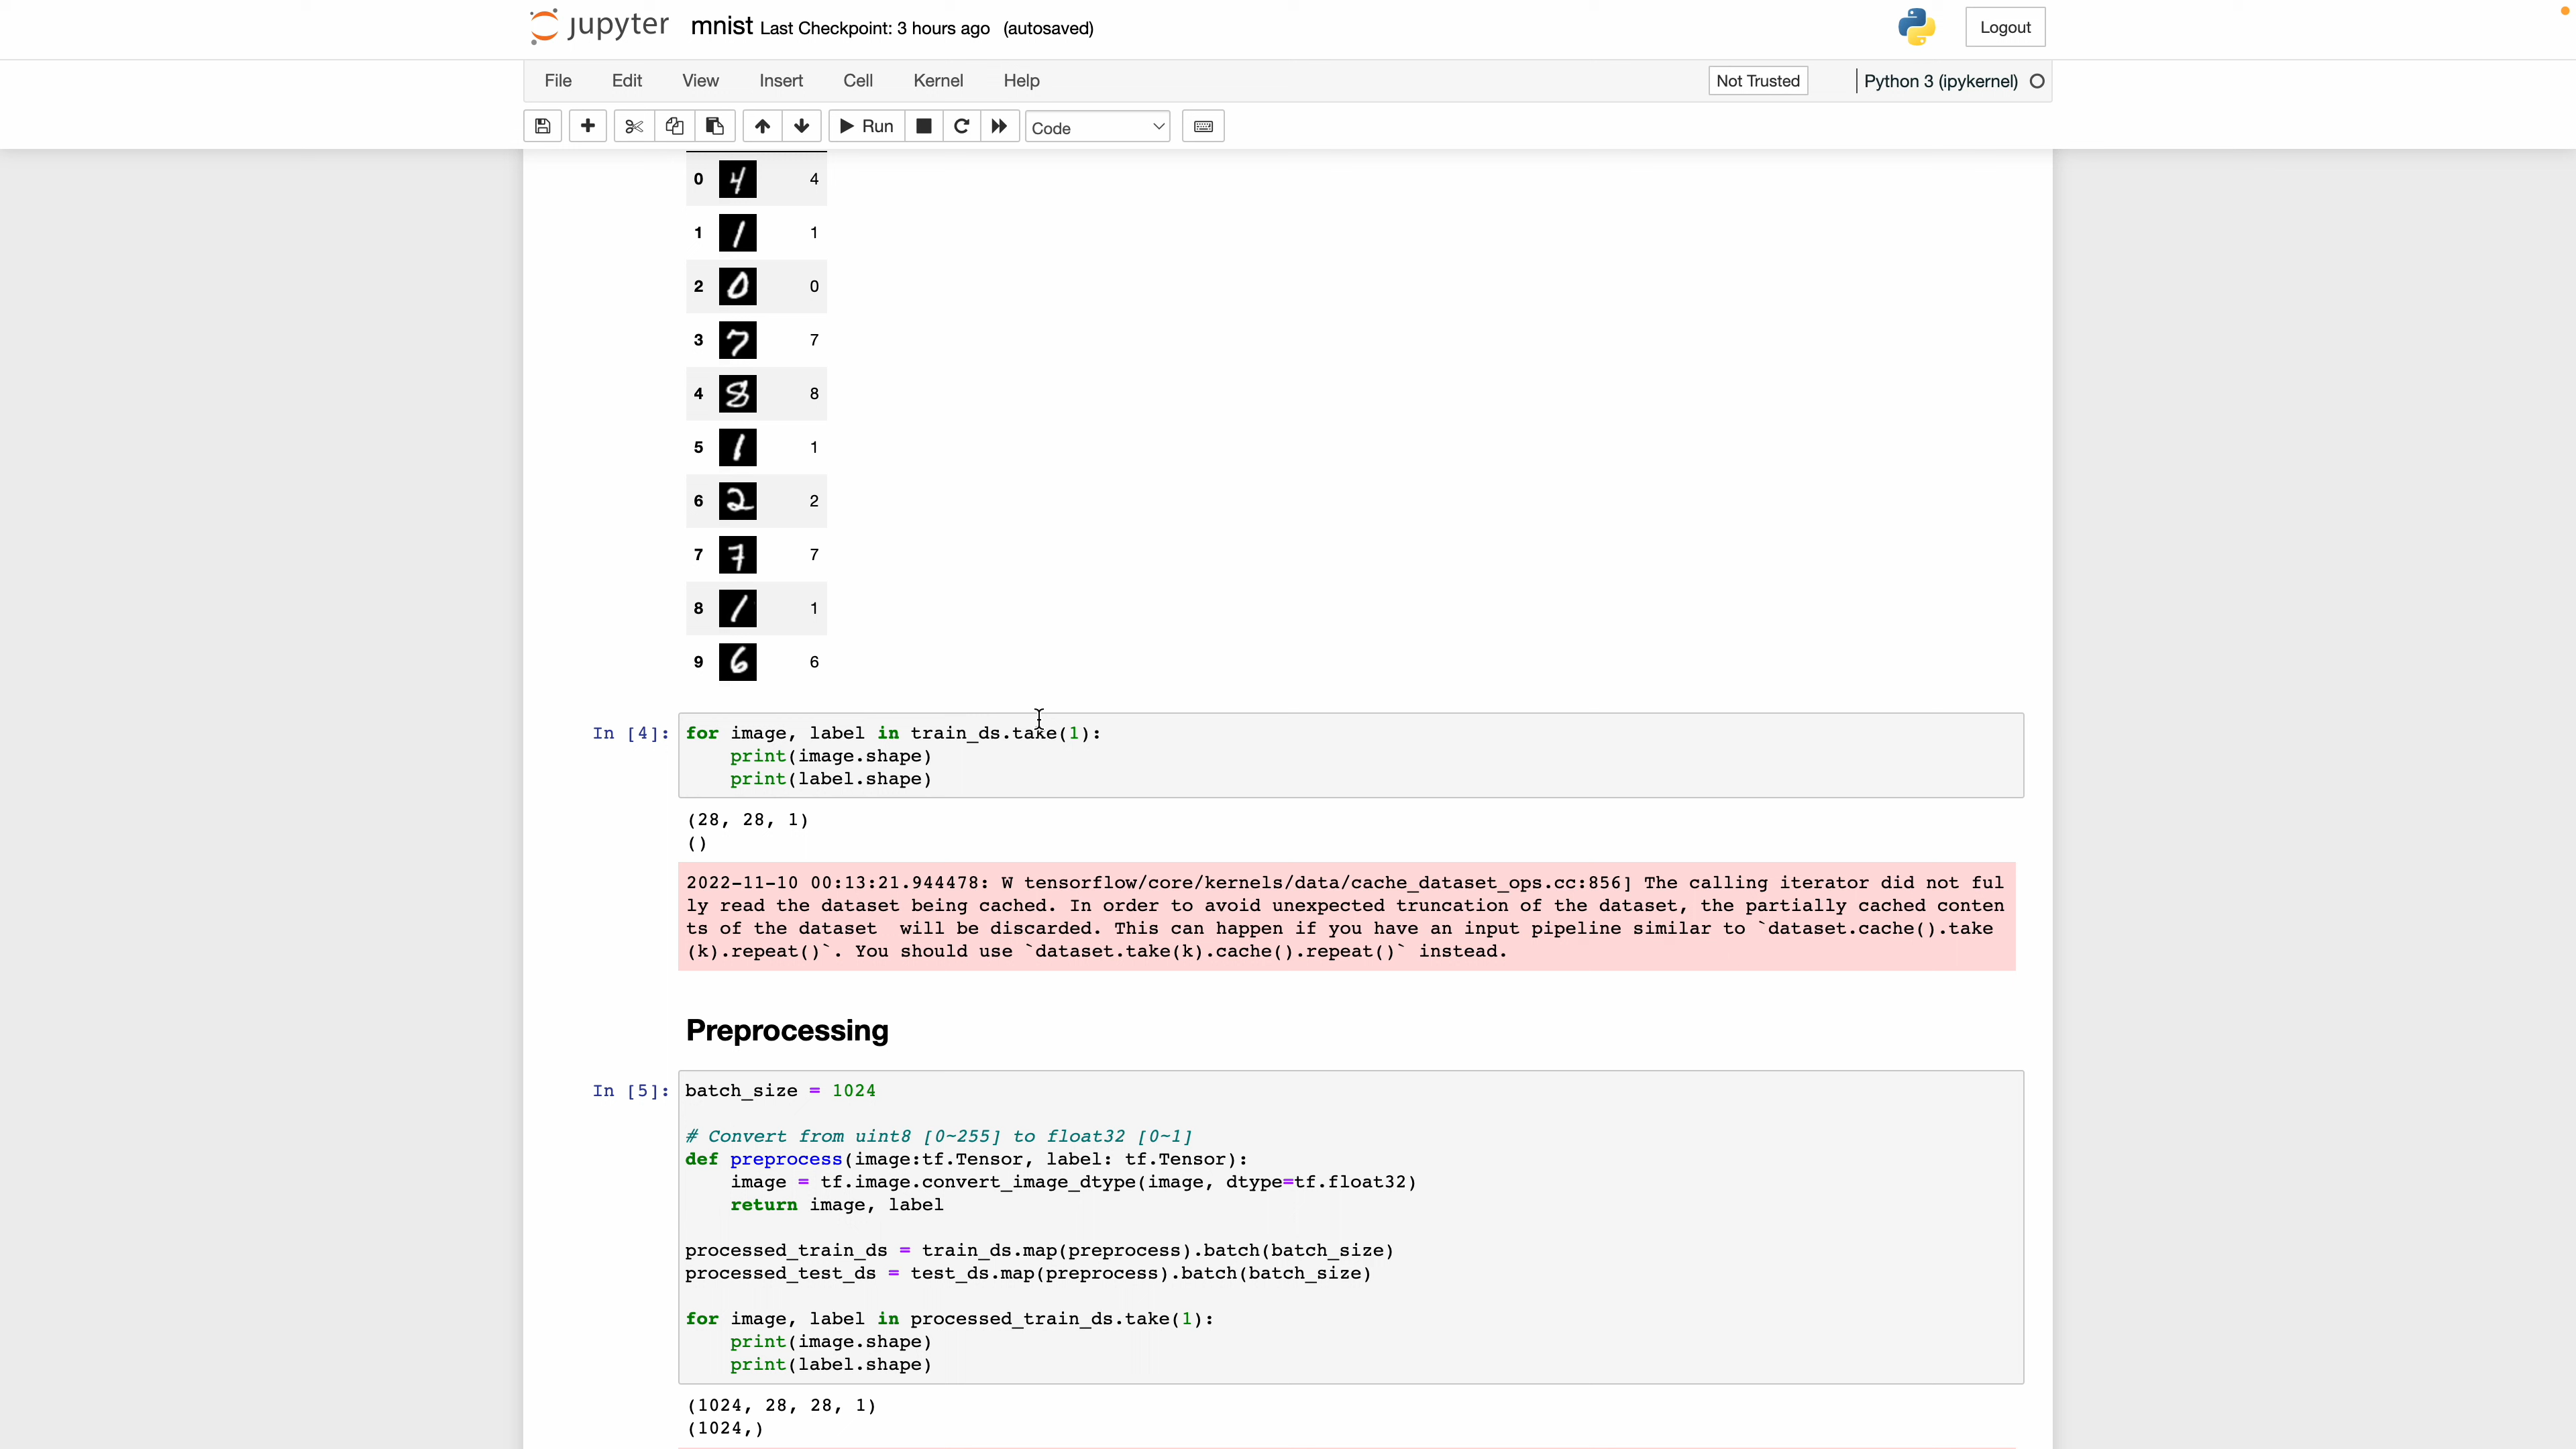 jupyter mnist Last Checkpoint: 3 hours ago (autosaved) Logout
File Edit View Insert Cell Kernel Help Not Trusted Python 3 (ipykernel)
Run Code
0 4 4
1 1 1
2 0 0
3 7 7
4 8 8
5 1 1
6 2 2
7 7 7
8 1 1
9 6 6
In [4]: for image, label in train_ds.take(1):
    print(image.shape)
    print(label.shape)
(28, 28, 1)
()
2022-11-10 00:13:21.944478: W tensorflow/core/kernels/data/cache_dataset_ops.cc:856] The calling iterator did not ful
ly read the dataset being cached. In order to avoid unexpected truncation of the dataset, the partially cached conten
ts of the dataset  will be discarded. This can happen if you have an input pipeline similar to `dataset.cache().take
(k).repeat()`. You should use `dataset.take(k).cache().repeat()` instead.
Preprocessing
In [5]: batch_size = 1024
# Convert from uint8 [0~255] to float32 [0~1]
def preprocess(image:tf.Tensor, label: tf.Tensor):
    image = tf.image.convert_image_dtype(image, dtype=tf.float32)
    return image, label
processed_train_ds = train_ds.map(preprocess).batch(batch_size)
processed_test_ds = test_ds.map(preprocess).batch(batch_size)
for image, label in processed_train_ds.take(1):
    print(image.shape)
    print(label.shape)
(1024, 28, 28, 1)
(1024,)